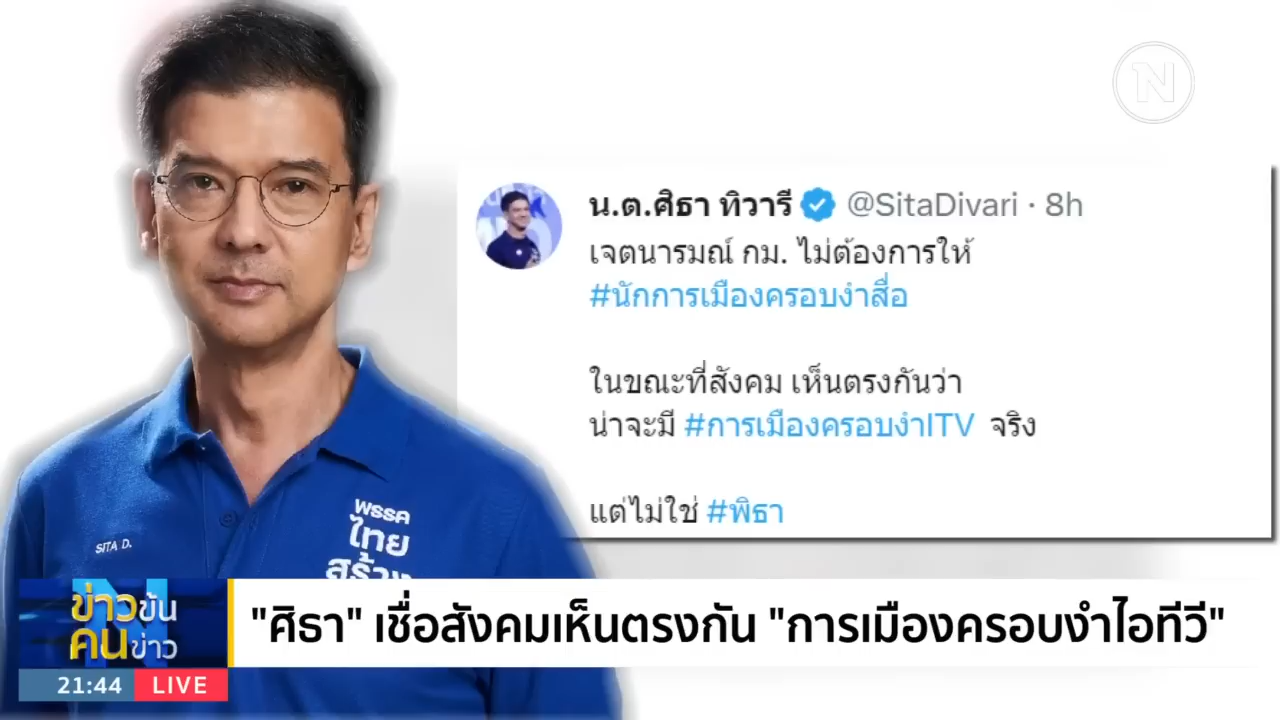 N
น.ต.ศิธา ทิวารี @SitaDivari · 8h
เจตนารมณ์ กม. ไม่ต้องการให้
#นักการเมืองครอบงำสื่อ
ในขณะที่สังคม เห็นตรงกันว่า
น่าจะมี #การเมืองครอบงำITV จริง
แต่ไม่ใช่ #พิธา
SITA D.
พรรค
ไทย
"ศิธา" เชื่อสังคมเห็นตรงกัน "การเมืองครอบงำไอทีวี"
ข่าวข้น
คนข่าว
21:44 LIVE